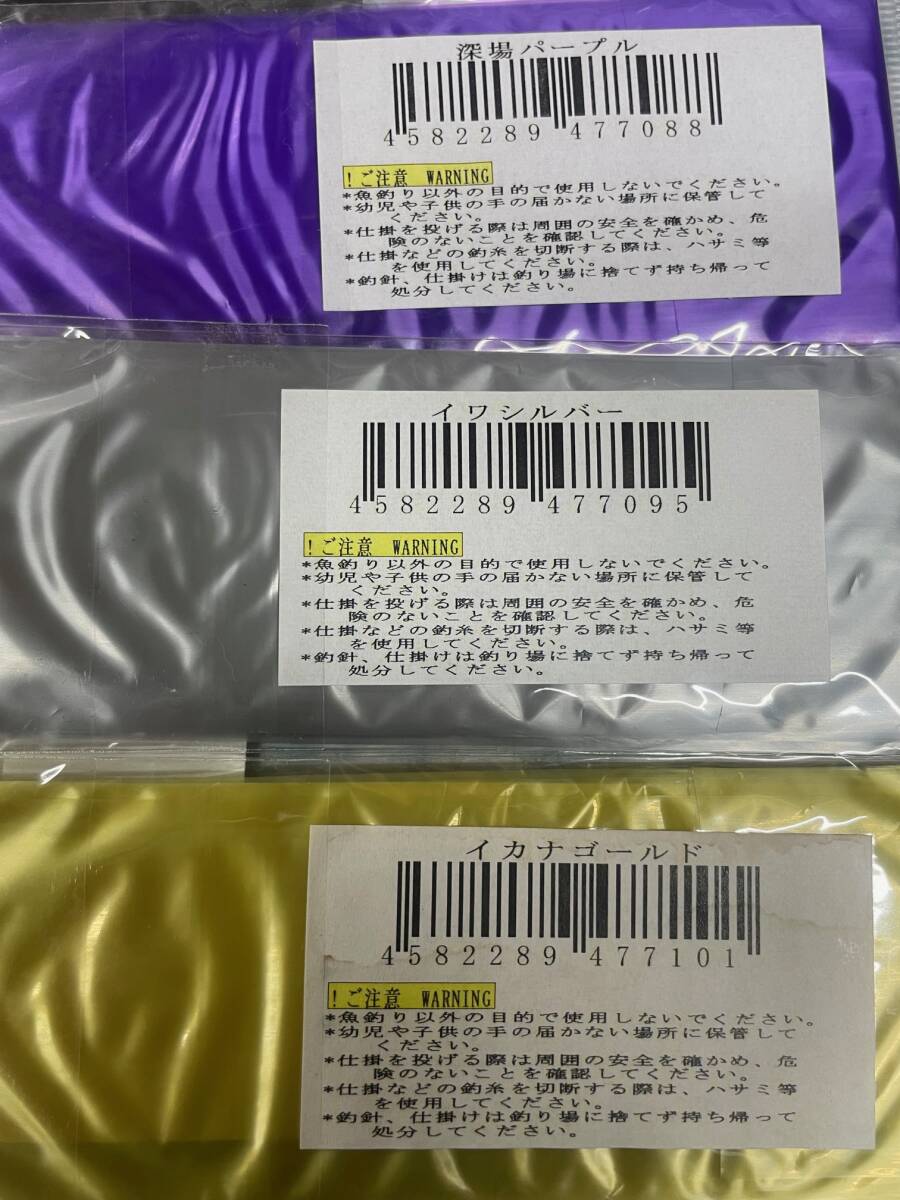 深場パープル
4582289 477088
!ご注意 WARNING
*魚釣り以外の目的で使用しないでください。
*幼児や子供の手の届かない場所に保管して
ください。
*仕掛を投げる際は周囲の安全を確かめ、危
険のないことを確認してください。
*仕掛などの釣糸を切断する際は、ハサミ等
を使用してください。
*釣針、仕掛けは釣り場に捨てず持ち帰って
処分してください。
イワシルバー
4582289 477095
!ご注意 WARNING
*魚釣り以外の目的で使用しないでください。
*幼児や子供の手の届かない場所に保管して
ください。
*仕掛を投げる際は周囲の安全を確かめ、危
険のないことを確認してください。
*仕掛などの釣糸を切断する際は、ハサミ等
を使用してください。
*釣針、仕掛けは釣り場に捨てず持ち帰って
処分してください。
イカナゴールド
4582289 477101
!ご注意 WARNING
*魚釣り以外の目的で使用しないでください。
*幼児や子供の手の届かない場所に保管して
ください。
*仕掛を投げる際は周囲の安全を確かめ、危
険のないことを確認してください。
*仕掛などの釣糸を切断する際は、ハサミ等
を使用してください。
*釣針、仕掛けは釣り場に捨てず持ち帰って
処分してください。